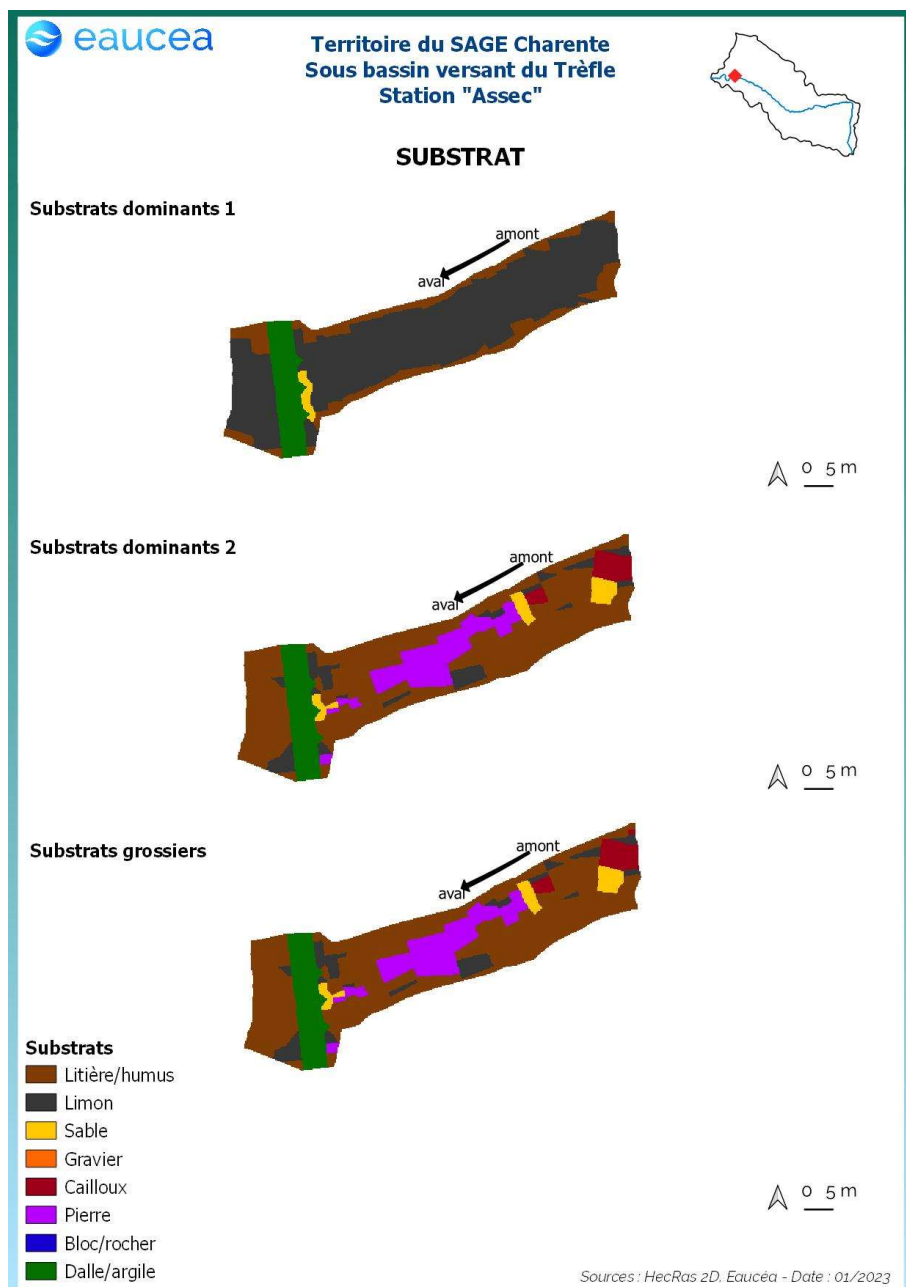 eaucea
Territoire du SAGE Charente
Sous bassin versant du Trèfle
Station "Assec"
SUBSTRAT
Substrats dominants 1
amont
aval
0 5 m
Substrats dominants 2
amont
aval
0 5 m
Substrats grossiers
amont
aval
Substrats
Litière/humus
Limon
Sable
Gravier
Cailloux
Pierre
Bloc/rocher
Dalle/argile
0 5 m
Sources : HecRas 2D. Eaucéa - Date : 01/2023